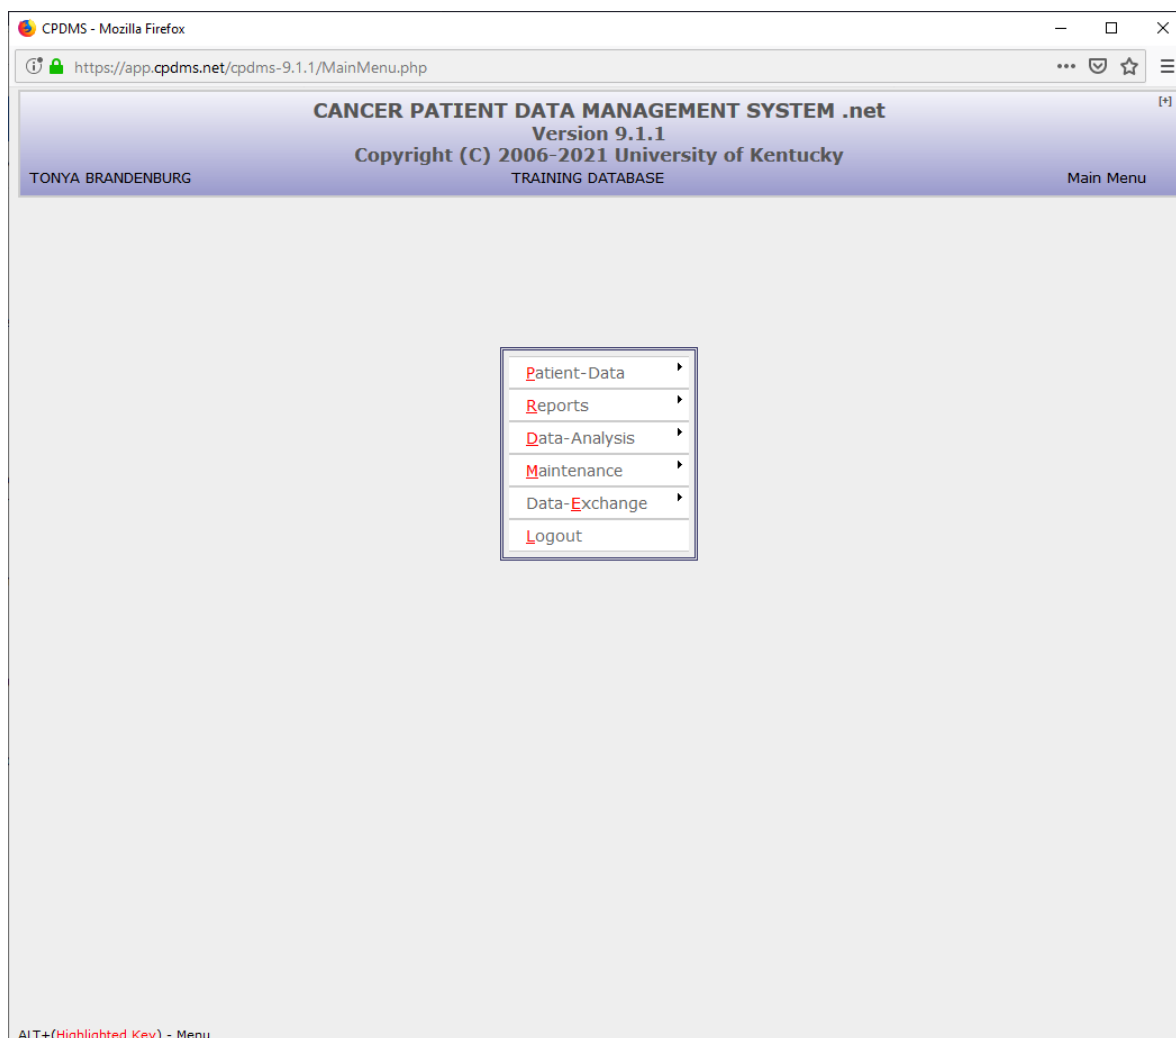 CPDMS - Mozilla Firefox
https://app.cpdms.net/cpdms-9.1.1/MainMenu.php
[+]
CANCER PATIENT DATA MANAGEMENT SYSTEM .net
Version 9.1.1
Copyright (C) 2006-2021 University of Kentucky
TONYA BRANDENBURG TRAINING DATABASE Main Menu
Patient-Data
Reports
Data-Analysis
Maintenance
Data-Exchange
Logout
ALT+(Highlighted Key) - Menu